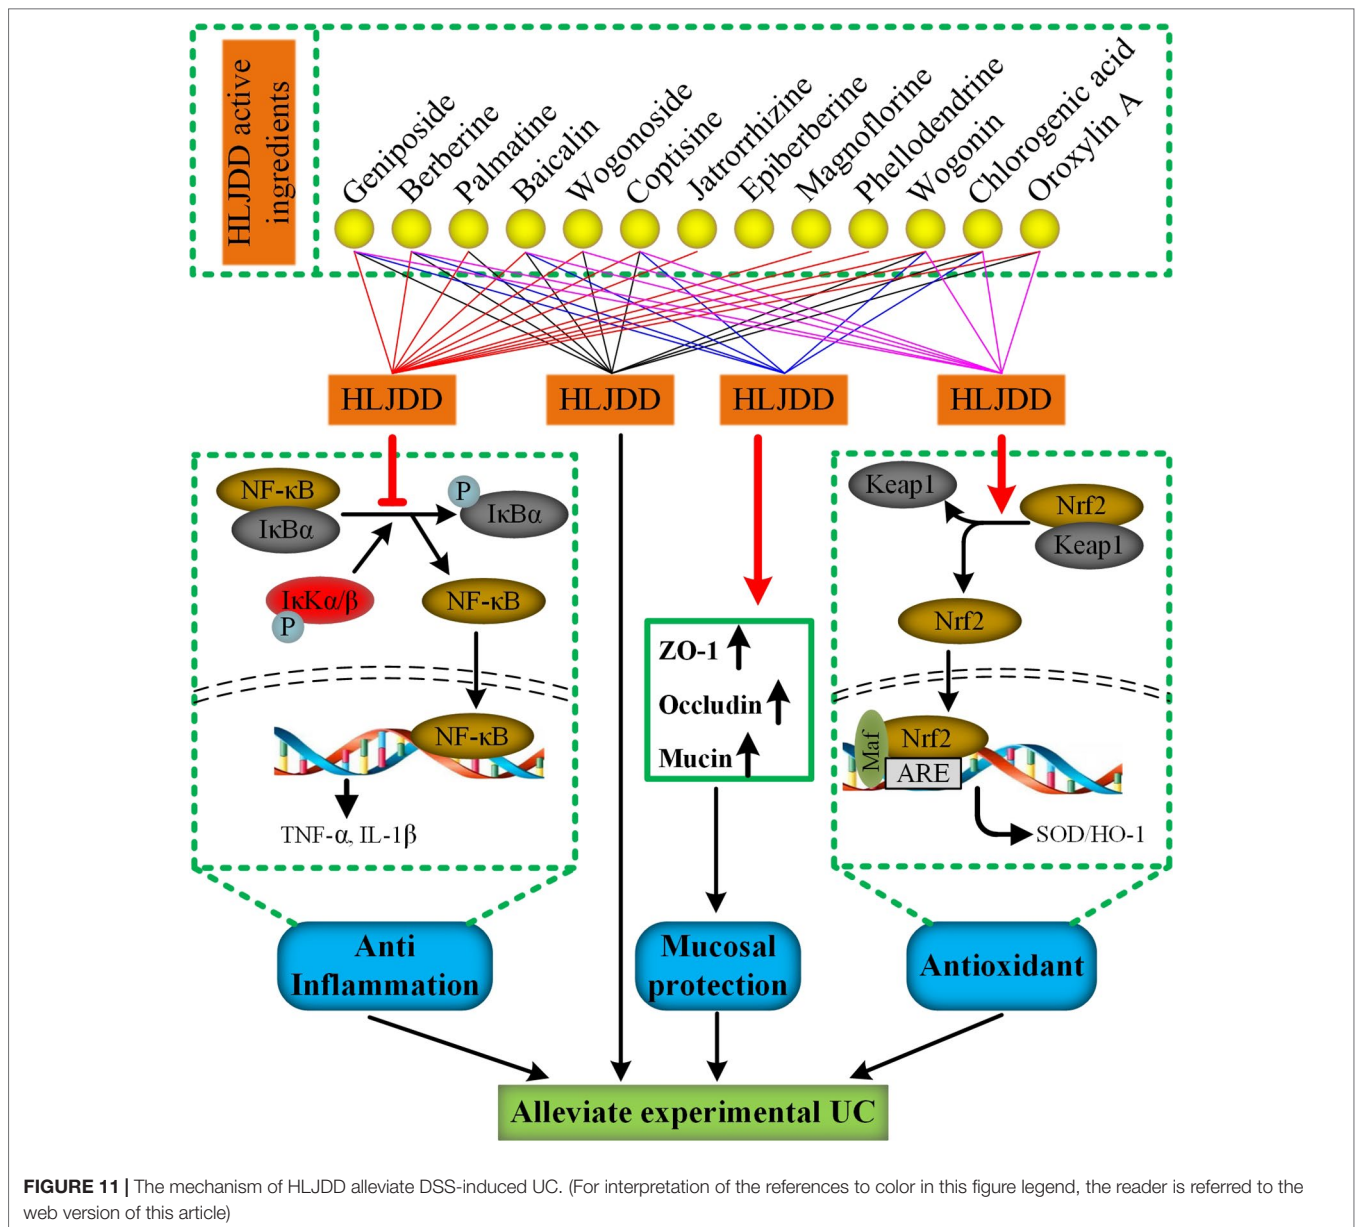 HLJDD active
ingredients
Geniposide
Berberine
Palmatine
Baicalin
Wogonoside
Coptisine
Jatrorrhizine
Epiberberine
Magnoflorine
Phellodendrine
Wogonin
Chlorogenic acid
Oroxylin A
HLJDD
HLJDD
HLJDD
HLJDD
NF-κB
IκBα
P
IκBα
IκKα/β
P
NF-κB
NF-κB
TNF-α, IL-1β
ZO-1
Occludin
Mucin
Keap1
Nrf2
Keap1
Nrf2
Maf
Nrf2
ARE
SOD/HO-1
Anti
Inflammation
Mucosal
protection
Antioxidant
Alleviate experimental UC
FIGURE 11 | The mechanism of HLJDD alleviate DSS-induced UC. (For interpretation of the references to color in this figure legend, the reader is referred to the
web version of this article)